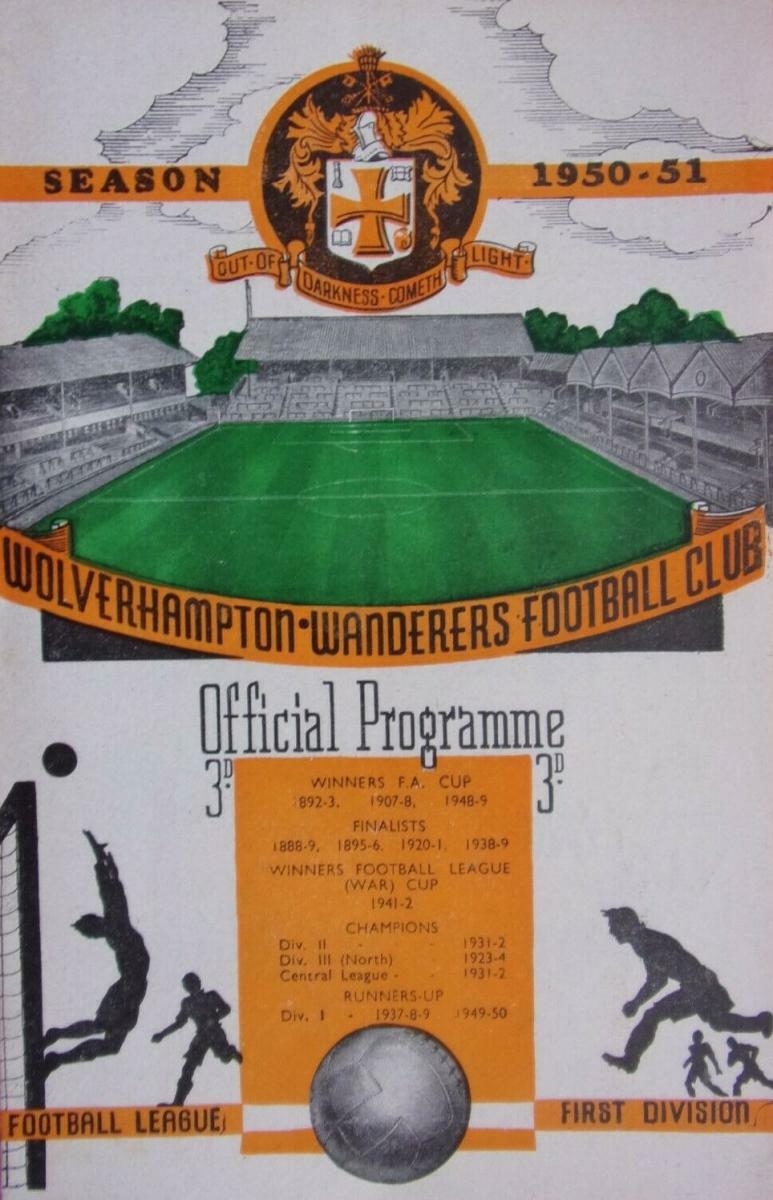 SEASON
1950-51
OUT·OF·
DARKNESS·COMETH
LIGHT·
WOLVERHAMPTON·WANDERERS FOOTBALL CLUB
Official Programme
3D.
3D.
WINNERS F.A. CUP
1892-3, 1907-8, 1948-9
FINALISTS
1888-9, 1895-6. 1920-1. 1938-9
WINNERS FOOTBALL LEAGUE
(WAR) CUP
1941-2
CHAMPIONS
Div. II - - 1931-2
Div. III (North) 1923-4
Central League - - 1931-2
RUNNERS-UP
Div. I - 1937-8-9 1949-50
FOOTBALL LEAGUE,
FIRST DIVISION.